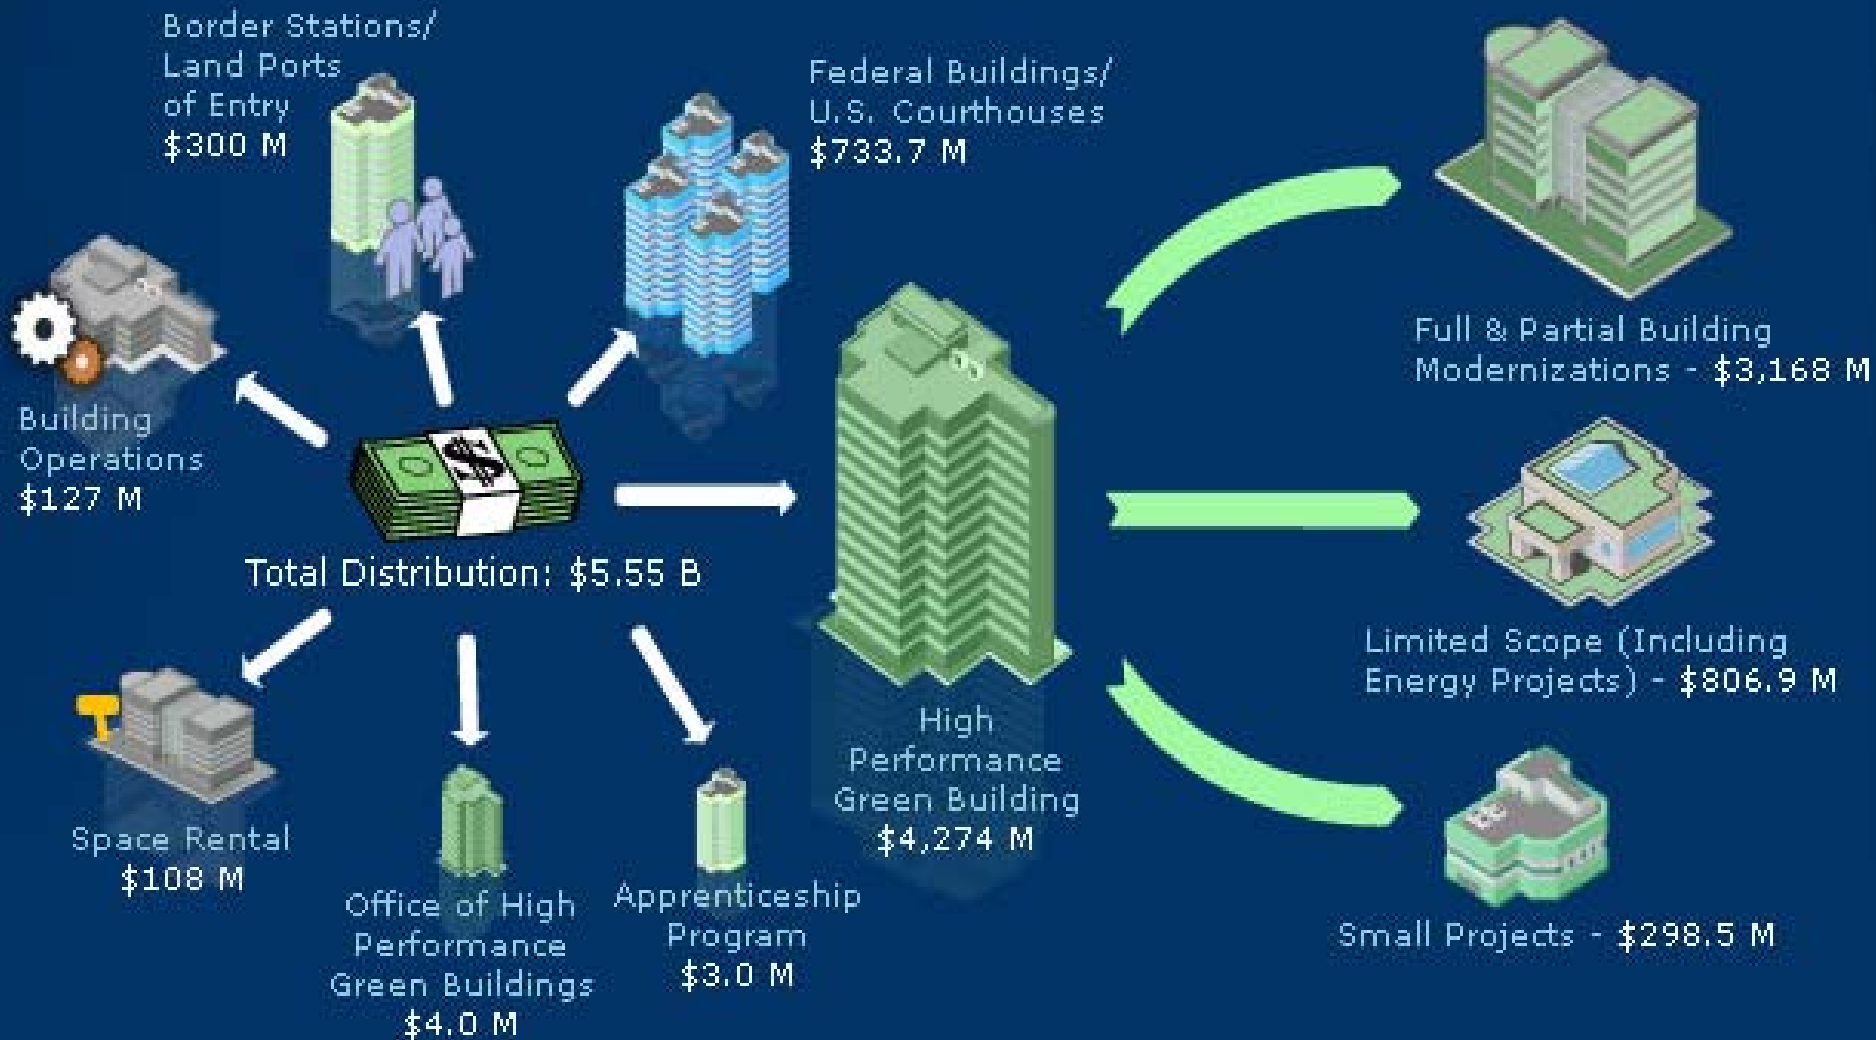 Border Stations/
Land Ports
of Entry
$300 M
Federal Buildings/
U.S. Courthouses
$733.7 M
Building
Operations
$127 M
Total Distribution: $5.55 B
Space Rental
$108 M
Office of High
Performance
Green Buildings
$4.0 M
Apprenticeship
Program
$3.0 M
High
Performance
Green Building
$4,274 M
Full & Partial Building
Modernizations - $3,168 M
Limited Scope (Including
Energy Projects) - $806.9 M
Small Projects - $298.5 M